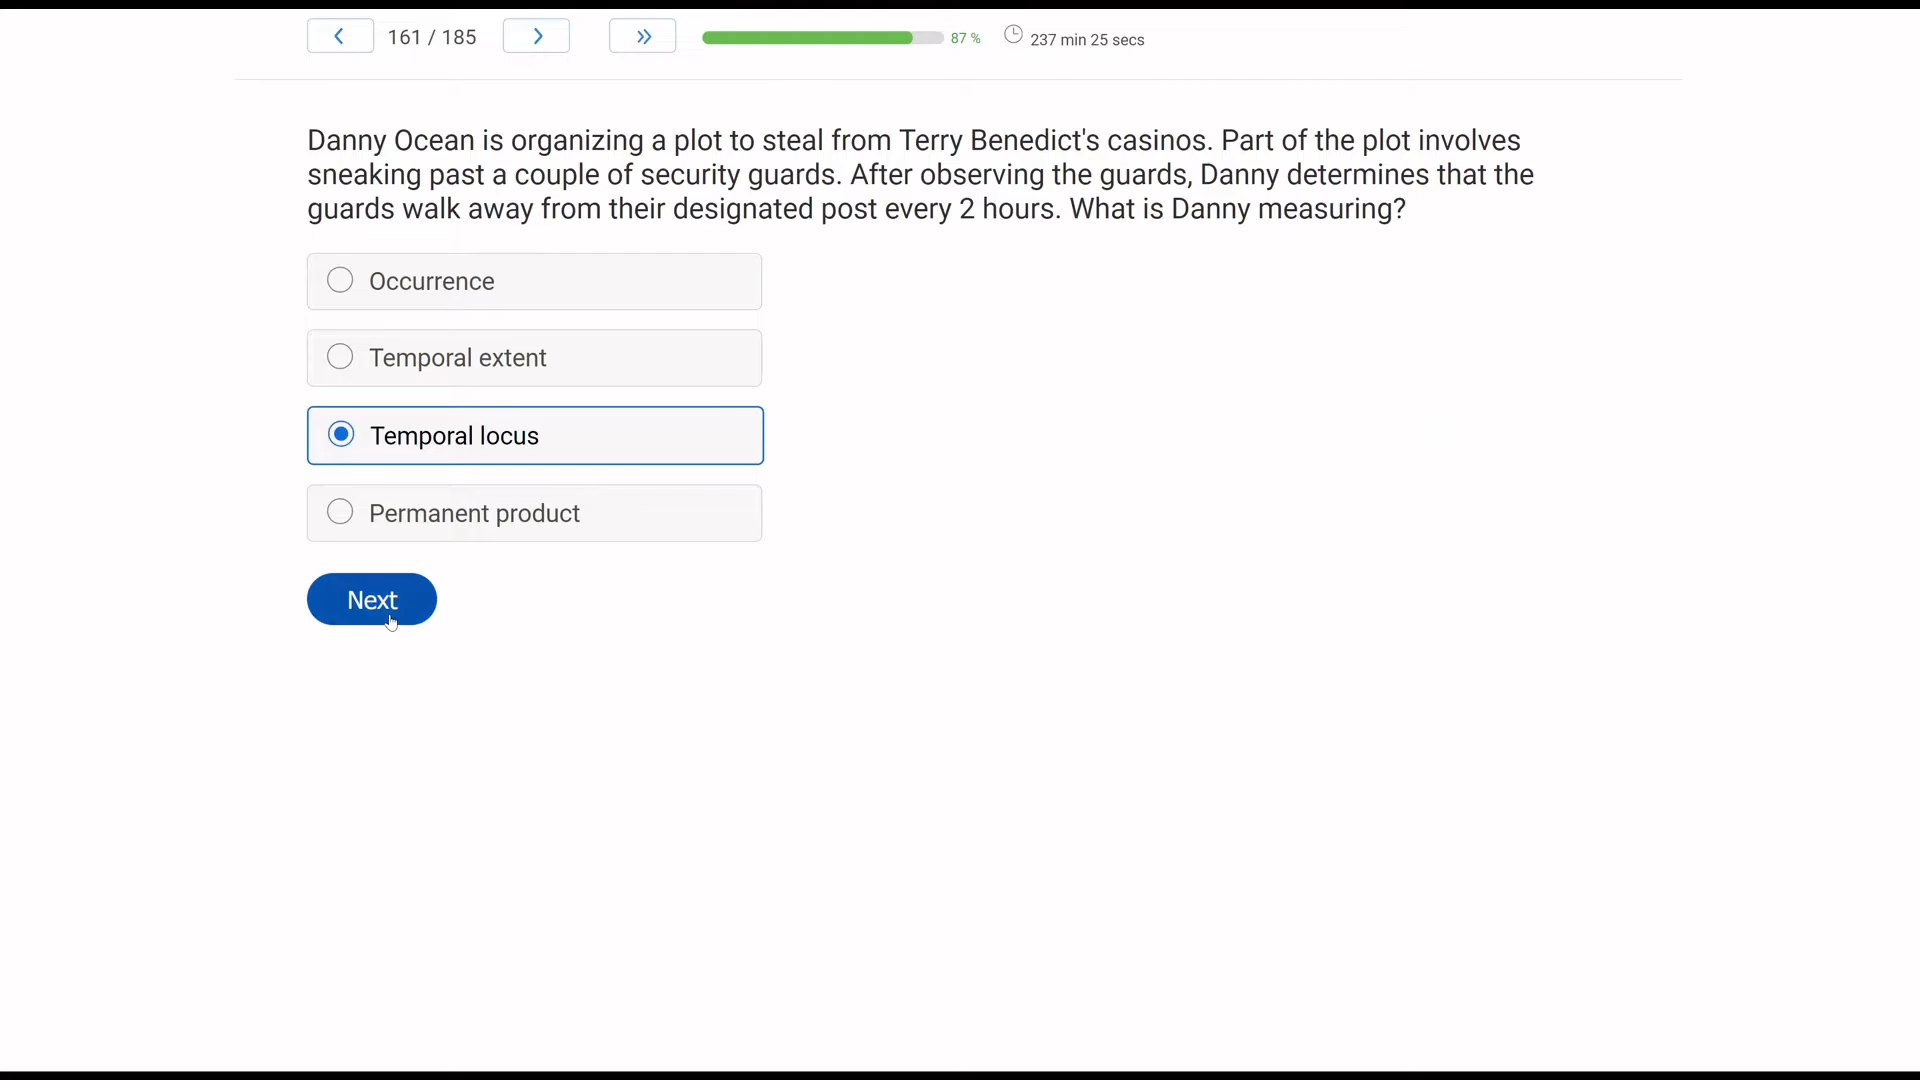 161 / 185
87 %
237 min 25 secs
Danny Ocean is organizing a plot to steal from Terry Benedict's casinos. Part of the plot involves
sneaking past a couple of security guards. After observing the guards, Danny determines that the
guards walk away from their designated post every 2 hours. What is Danny measuring?
Occurrence
Temporal extent
Temporal locus
Permanent product
Next